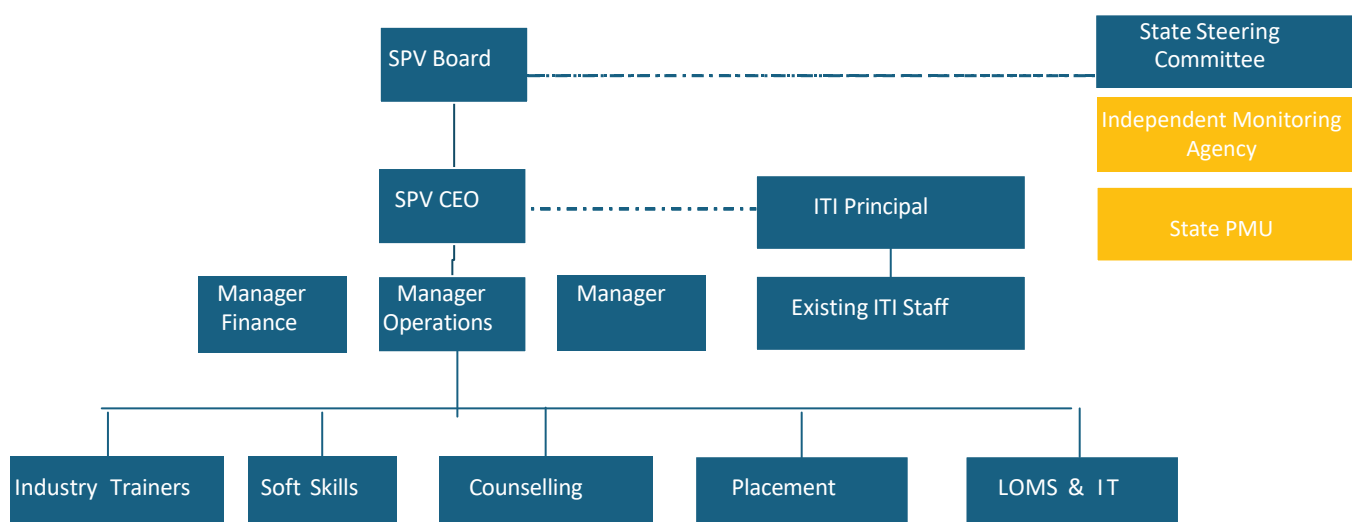 SPV Board
State Steering
Committee
Independent Monitoring
Agency
SPV CEO
ITI Principal
State PMU
Manager
Finance
Manager
Operations
Manager
Existing ITI Staff
Industry Trainers
Soft Skills
Counselling
Placement
LOMS & IT